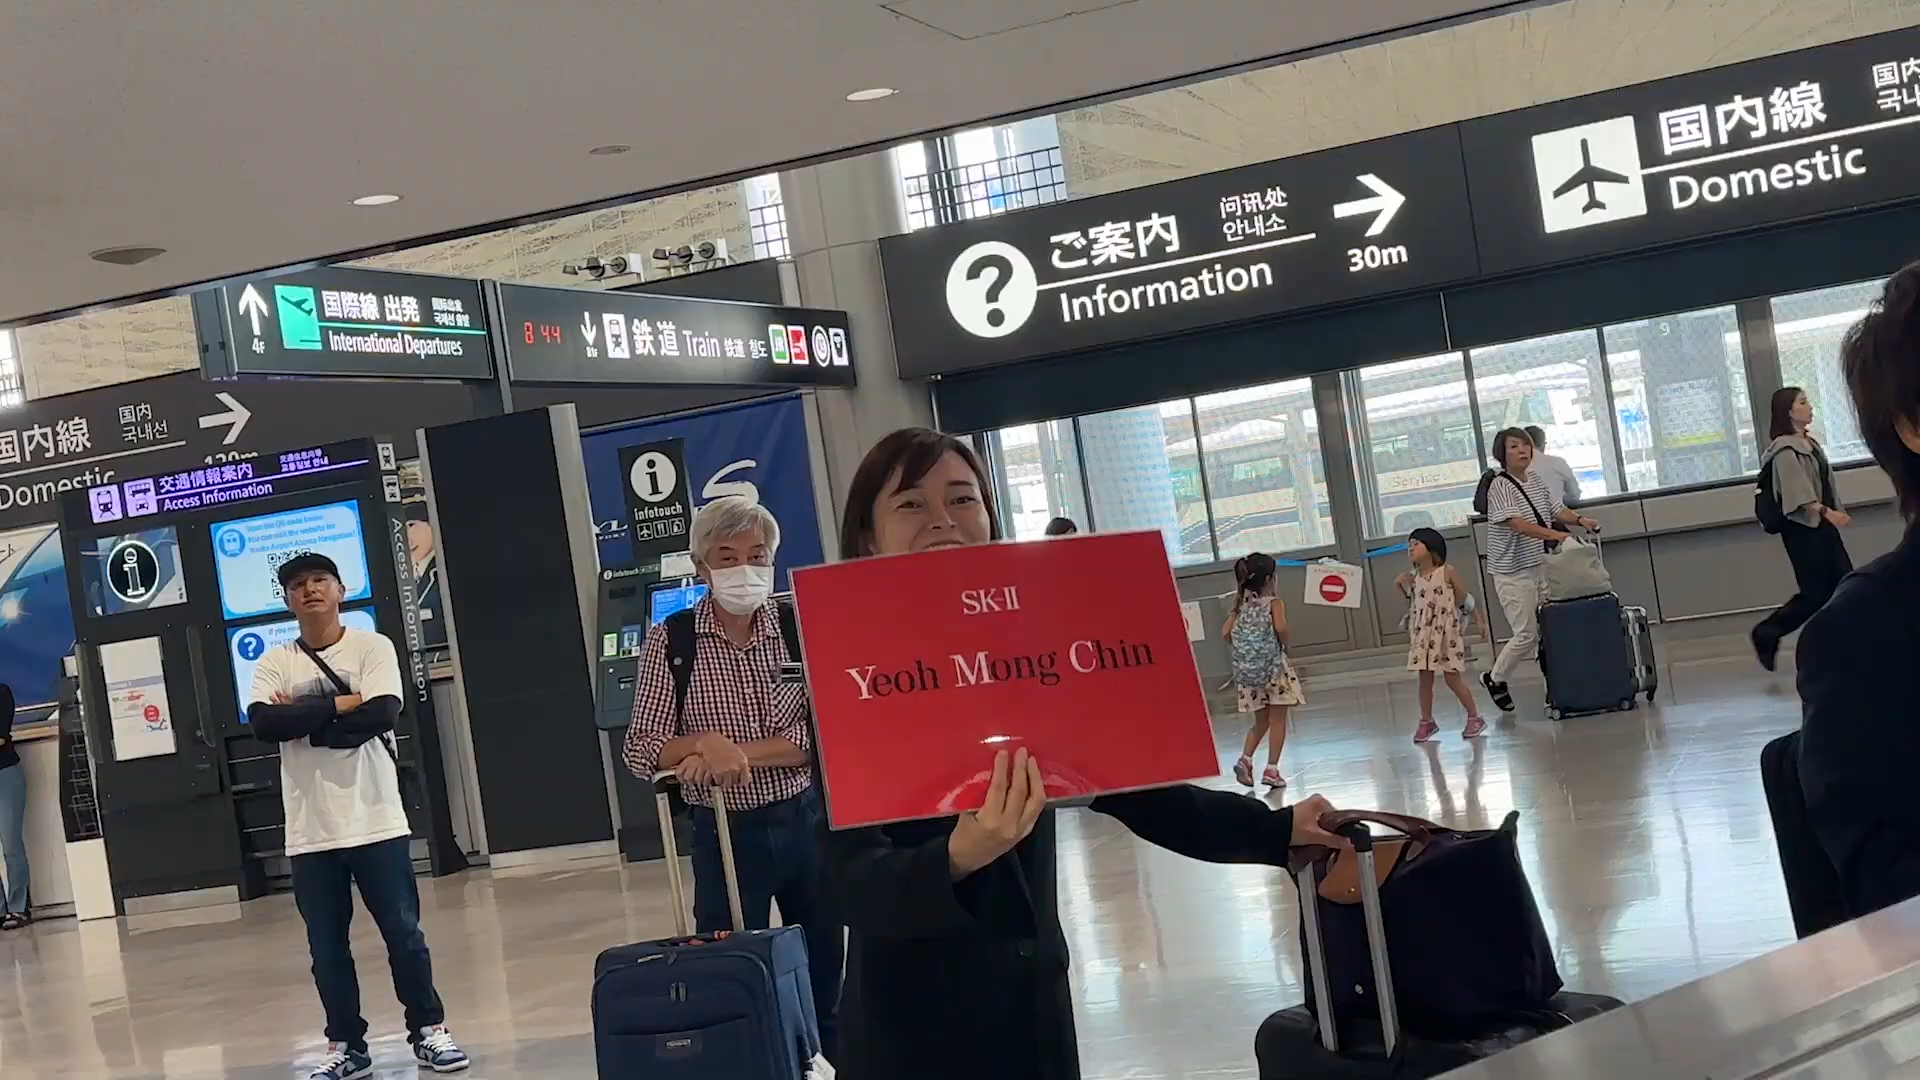 国内線
Domestic
国内
국내
ご案内
问讯处
안내소
Information
30m
国際線 出発
国际出发
국제선 출발
International Departures
4F
8:44
B1F
鉄道 Train
铁道 철도
国内線
国内
국내선
Domestic
交通情報案内
Access Information
Access Information
infotouch
infotouch
9
Service
SK-II
Yeoh Mong Chin